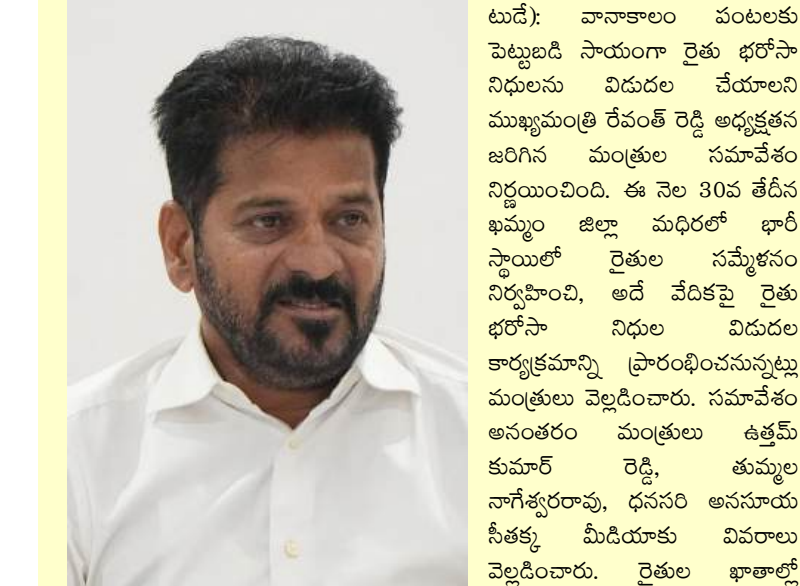 టుడే): వానాకాలం పంటలకు
పెట్టుబడి సాయంగా రైతు భరోసా
నిధులను విడుదల చేయాలని
ముఖ్యమంత్రి రేవంత్ రెడ్డి అధ్యక్షతన
జరిగిన మంత్రుల సమావేశం
నిర్ణయించింది. ఈ నెల 30వ తేదీన
ఖమ్మం జిల్లా మధిరలో భారీ
స్థాయిలో రైతుల సమ్మేళనం
నిర్వహించి, అదే వేదికపై రైతు
భరోసా నిధుల విడుదల
కార్యక్రమాన్ని ప్రారంభించనున్నట్లు
మంత్రులు వెల్లడించారు. సమావేశం
అనంతరం మంత్రులు ఉత్తమ్
కుమార్ రెడ్డి, తుమ్మల
నాగేశ్వరరావు, ధనసరి అనసూయ
సీతక్క మీడియాకు వివరాలు
వెల్లడించారు. రైతుల ఖాతాల్లో